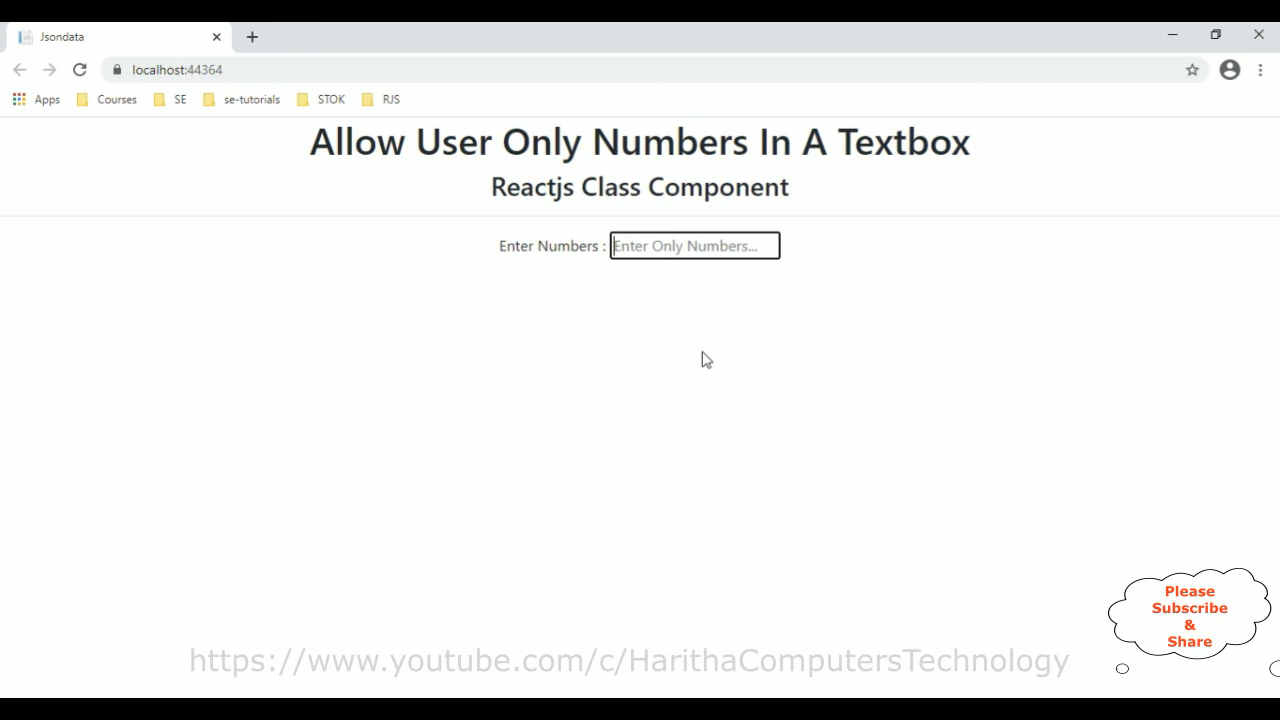 Jsondata
localhost:44364
Apps Courses SE se-tutorials STOK RJS
Allow User Only Numbers In A Textbox
Reactjs Class Component
Enter Numbers : Enter Only Numbers...
Please
Subscribe
&
Share
https://www.youtube.com/c/HarithaComputersTechnology